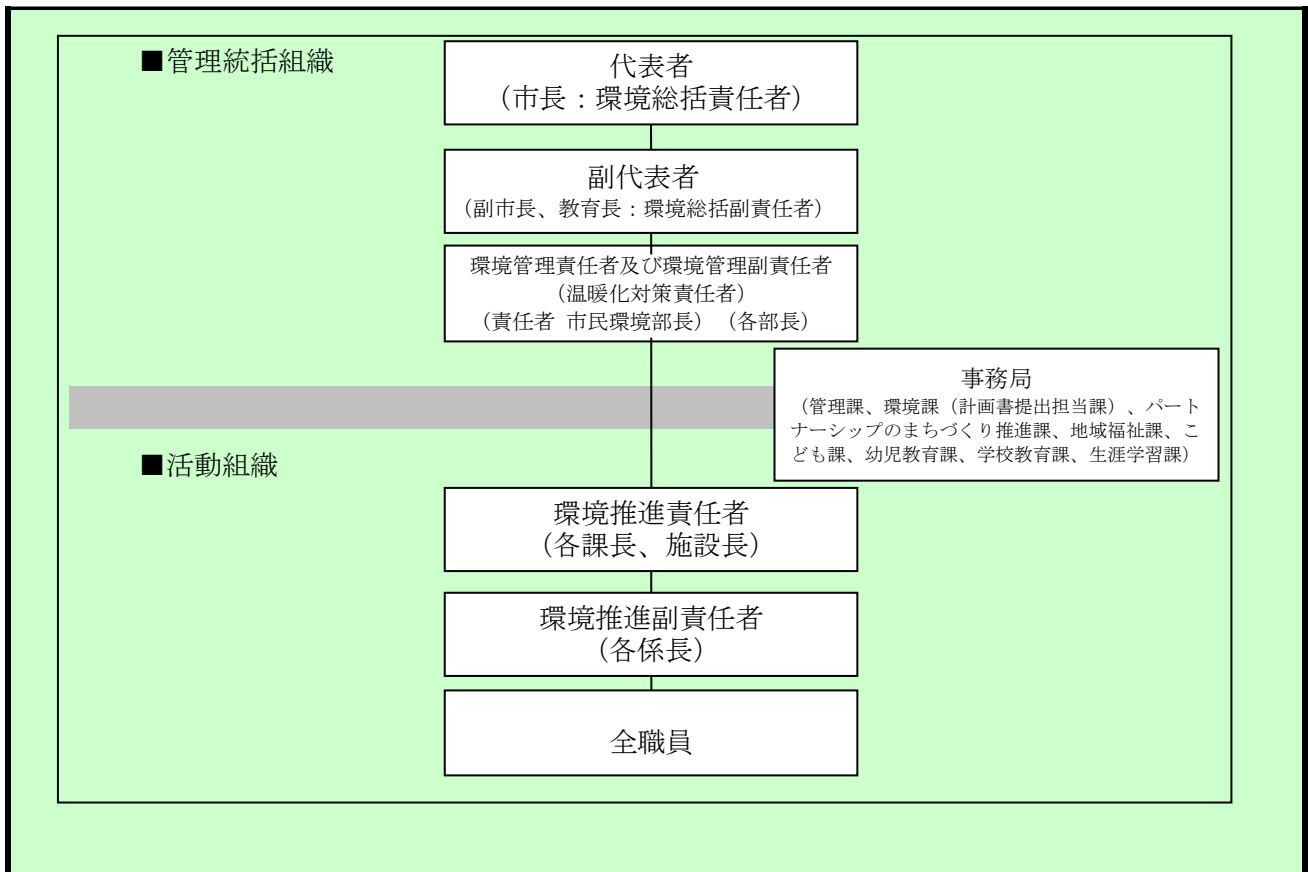 ■管理統括組織
代表者
（市長：環境総括責任者）
副代表者
（副市長、教育長：環境総括副責任者）
環境管理責任者及び環境管理副責任者
（温暖化対策責任者）
（責任者 市民環境部長）（各部長）
事務局
（管理課、環境課（計画書提出担当課）、パート
ナーシップのまちづくり推進課、地域福祉課、こ
ども課、幼児教育課、学校教育課、生涯学習課）
■活動組織
環境推進責任者
（各課長、施設長）
環境推進副責任者
（各係長）
全職員